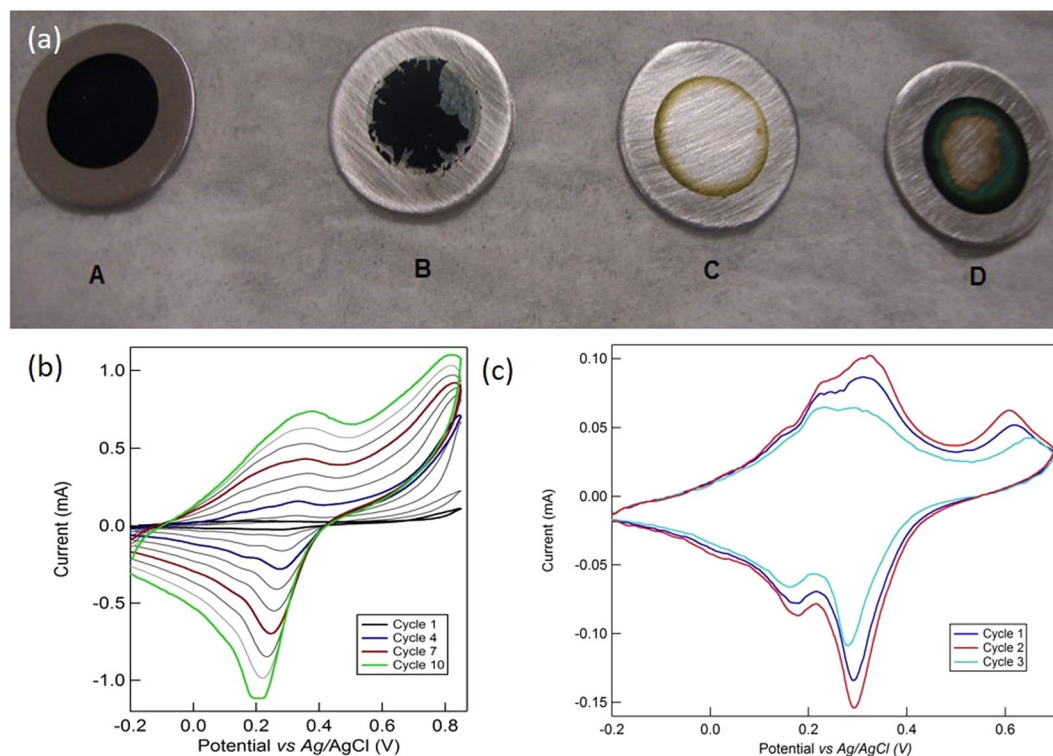 (a)
A
B
C
D
(b)
Current (mA)
1.0
0.5
0.0
-0.5
-1.0
-0.2
0.0
0.2
0.4
0.6
0.8
Potential vs Ag/AgCl (V)
Cycle 1
Cycle 4
Cycle 7
Cycle 10
(c)
Current (mA)
0.10
0.05
0.00
-0.05
-0.10
-0.15
-0.2
0.0
0.2
0.4
0.6
Potential vs Ag/AgCl (V)
Cycle 1
Cycle 2
Cycle 3